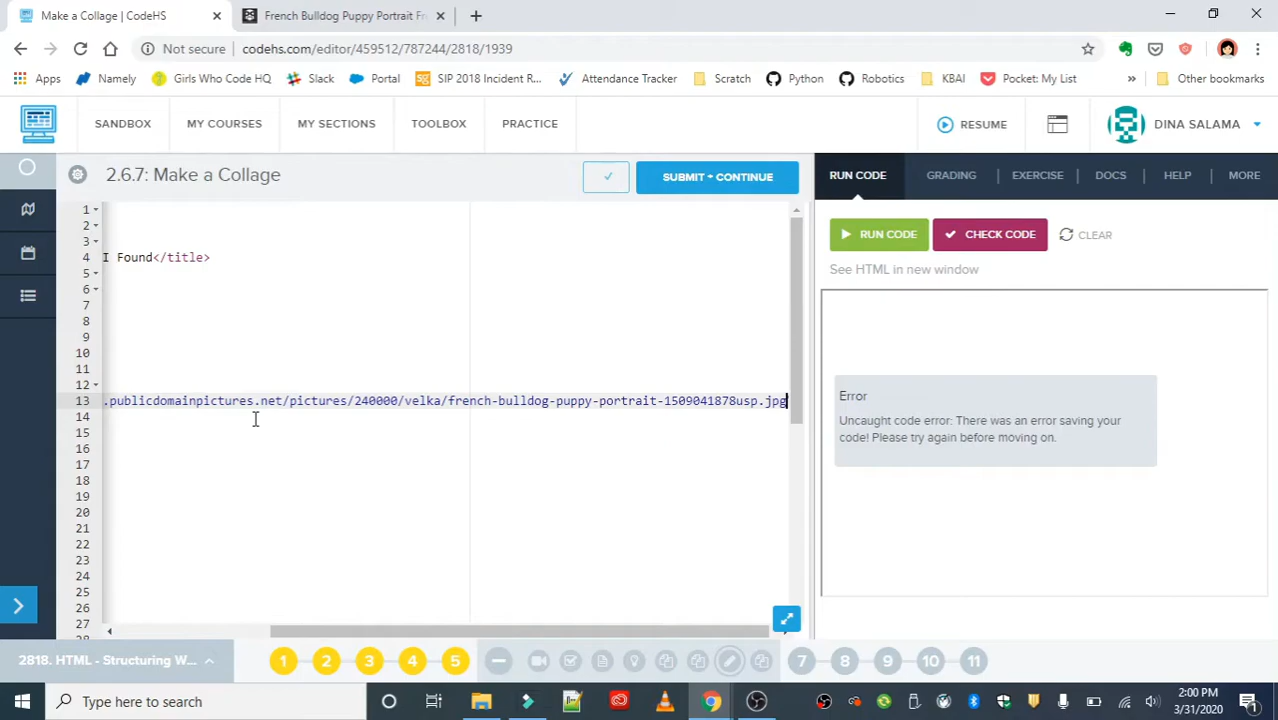 Make a Collage | CodeHS
French Bulldog Puppy Portrait Fr
Not secure | codehs.com/editor/459512/787244/2818/1939
Apps Namely Girls Who Code HQ Slack Portal SIP 2018 Incident R... Attendance Tracker Scratch Python Robotics KBAI Pocket: My List » Other bookmarks
SANDBOX MY COURSES MY SECTIONS TOOLBOX PRACTICE RESUME DINA SALAMA
2.6.7: Make a Collage SUBMIT + CONTINUE RUN CODE GRADING EXERCISE DOCS HELP MORE
RUN CODE CHECK CODE CLEAR
See HTML in new window
1
2
3
4 I Found</title>
5
6
7
8
9
10
11
12
13 .publicdomainpictures.net/pictures/240000/velka/french-bulldog-puppy-portrait-1509041878usp.jpg
14
15
16
17
18
19
20
21
22
23
24
25
26
27
28
Error
Uncaught code error: There was an error saving your
code! Please try again before moving on.
2818. HTML - Structuring W... 1 2 3 4 5 7 8 9 10 11
Type here to search
2:00 PM
3/31/2020
1